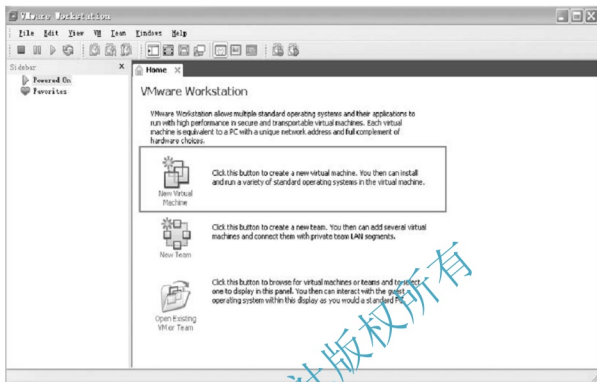 VMware Workstation
File Edit View VM Team Windows Help
Sidebar x
Powered On
Favorites
Home x
VMware Workstation
VMware Workstation allows multiple standard operating systems and their applications to
run with high performance in secure and transportable virtual machines. Each virtual
machine is equivalent to a PC with a unique network address and full complement of
hardware choices.
New Virtual
Machine
Click this button to create a new virtual machine. You then can install
and run a variety of standard operating systems in the virtual machine.
New Team
Click this button to create a new team. You then can add several virtual
machines and connect them with private team LAN segments.
Open Existing
VM or Team
Click this button to browse for virtual machines or teams and to select
one to display in this panel. You then can interact with the guest
operating system within this display as you would a standard PC.
社版权所有